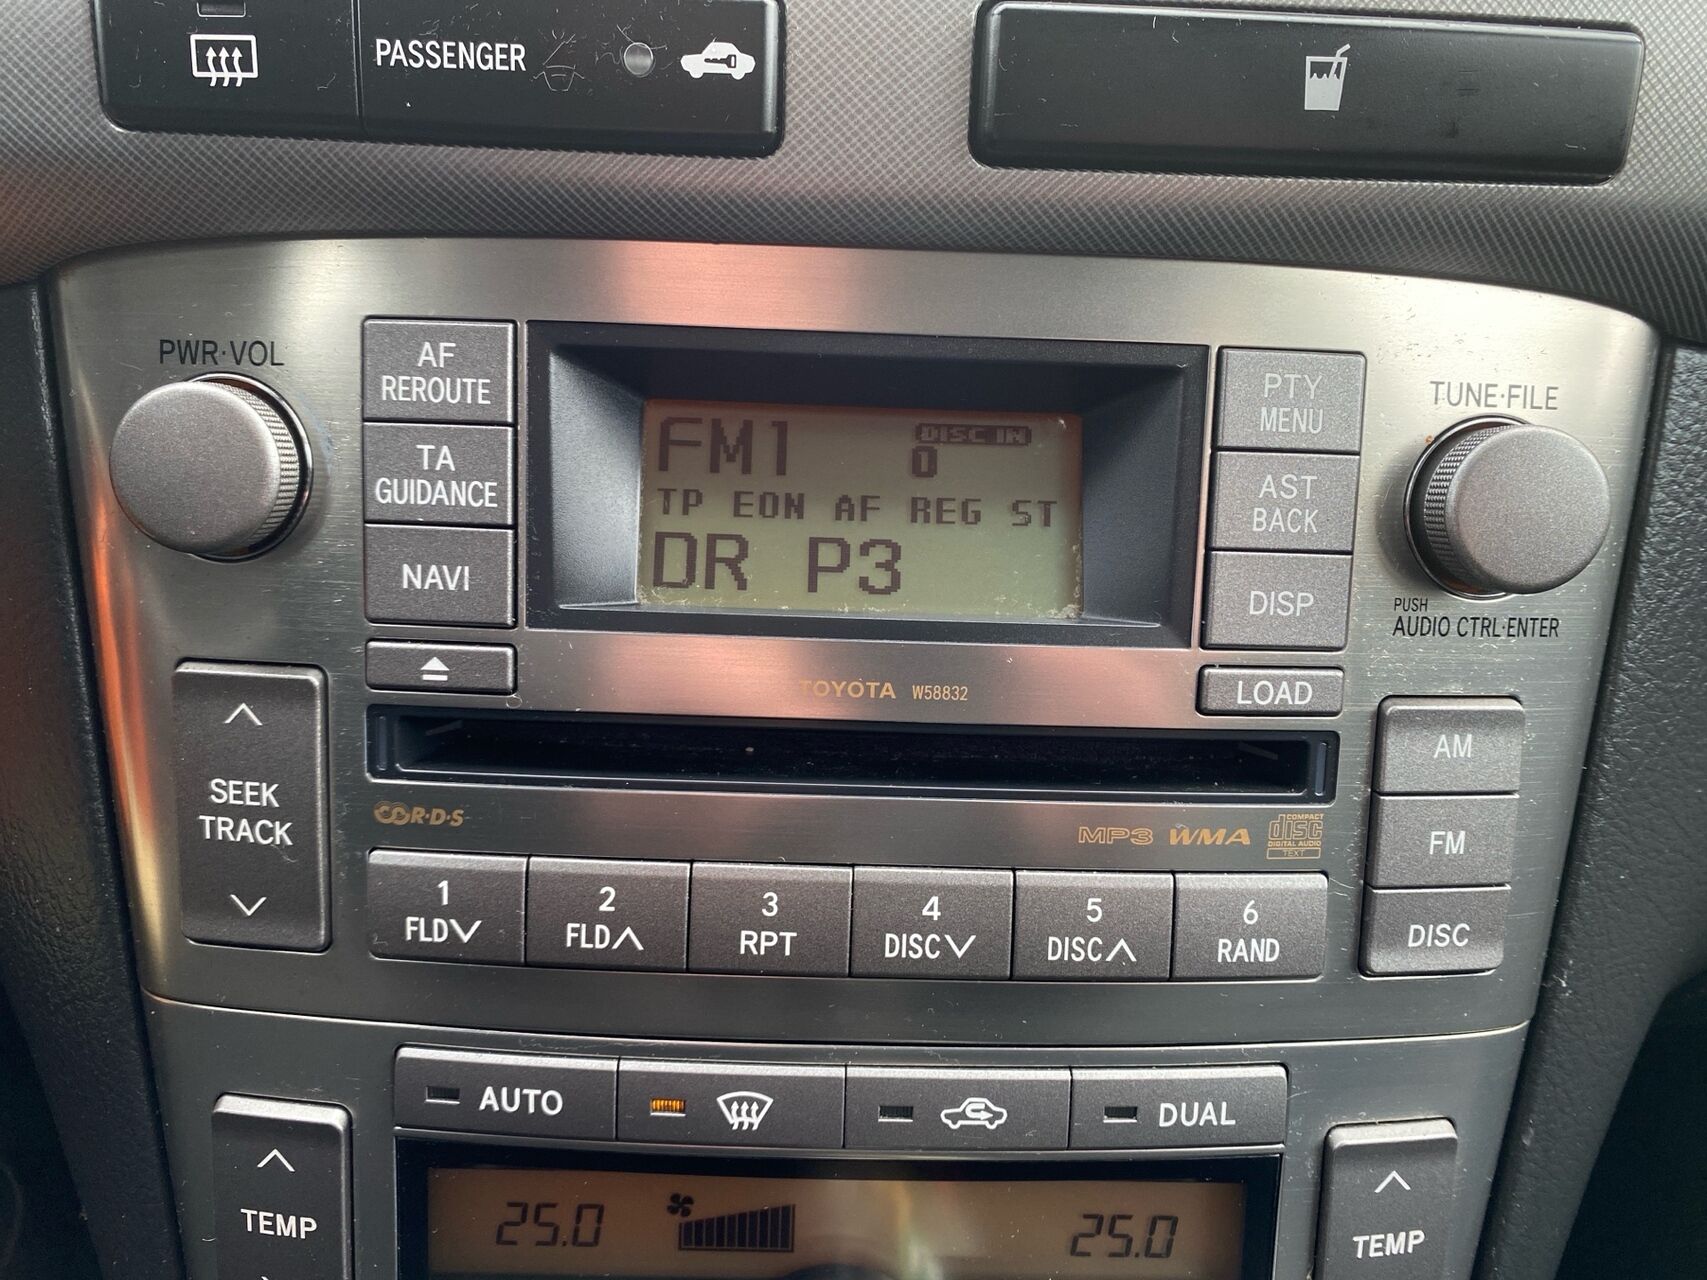 PASSENGER
PWR·VOL
AF
REROUTE
TA
GUIDANCE
NAVI
FM1
DISC IN
0
TP EON AF REG ST
DR P3
PTY
MENU
AST
BACK
DISP
TUNE·FILE
PUSH
AUDIO CTRL·ENTER
TOYOTA W58832
LOAD
SEEK
TRACK
R·D·S
MP3 WMA
COMPACT
disc
DIGITAL AUDIO
TEXT
AM
FM
DISC
1
FLD
2
FLD
3
RPT
4
DISC
5
DISC
6
RAND
AUTO
DUAL
TEMP
25.0
25.0
TEMP